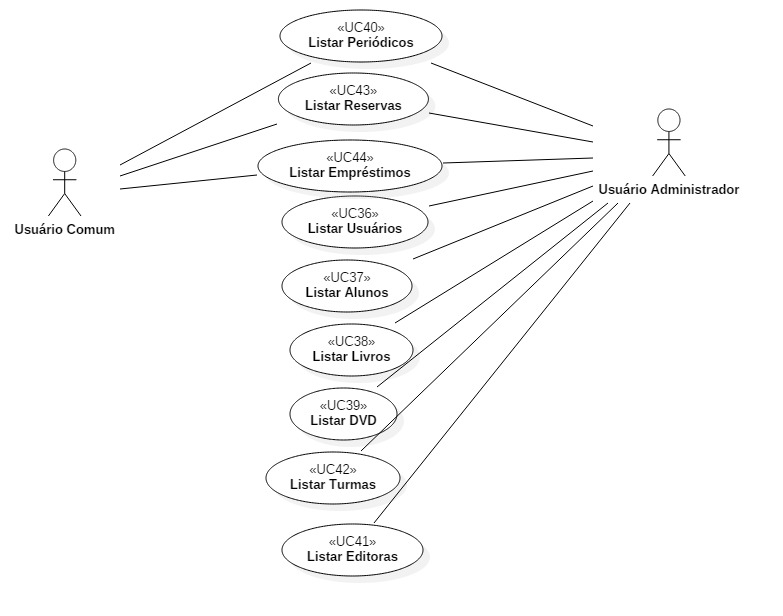 «UC40»
Listar Periódicos
«UC43»
Listar Reservas
«UC44»
Listar Empréstimos
Usuário Administrador
«UC36»
Listar Usuários
Usuário Comum
«UC37»
Listar Alunos
«UC38»
Listar Livros
«UC39»
Listar DVD
«UC42»
Listar Turmas
«UC41»
Listar Editoras